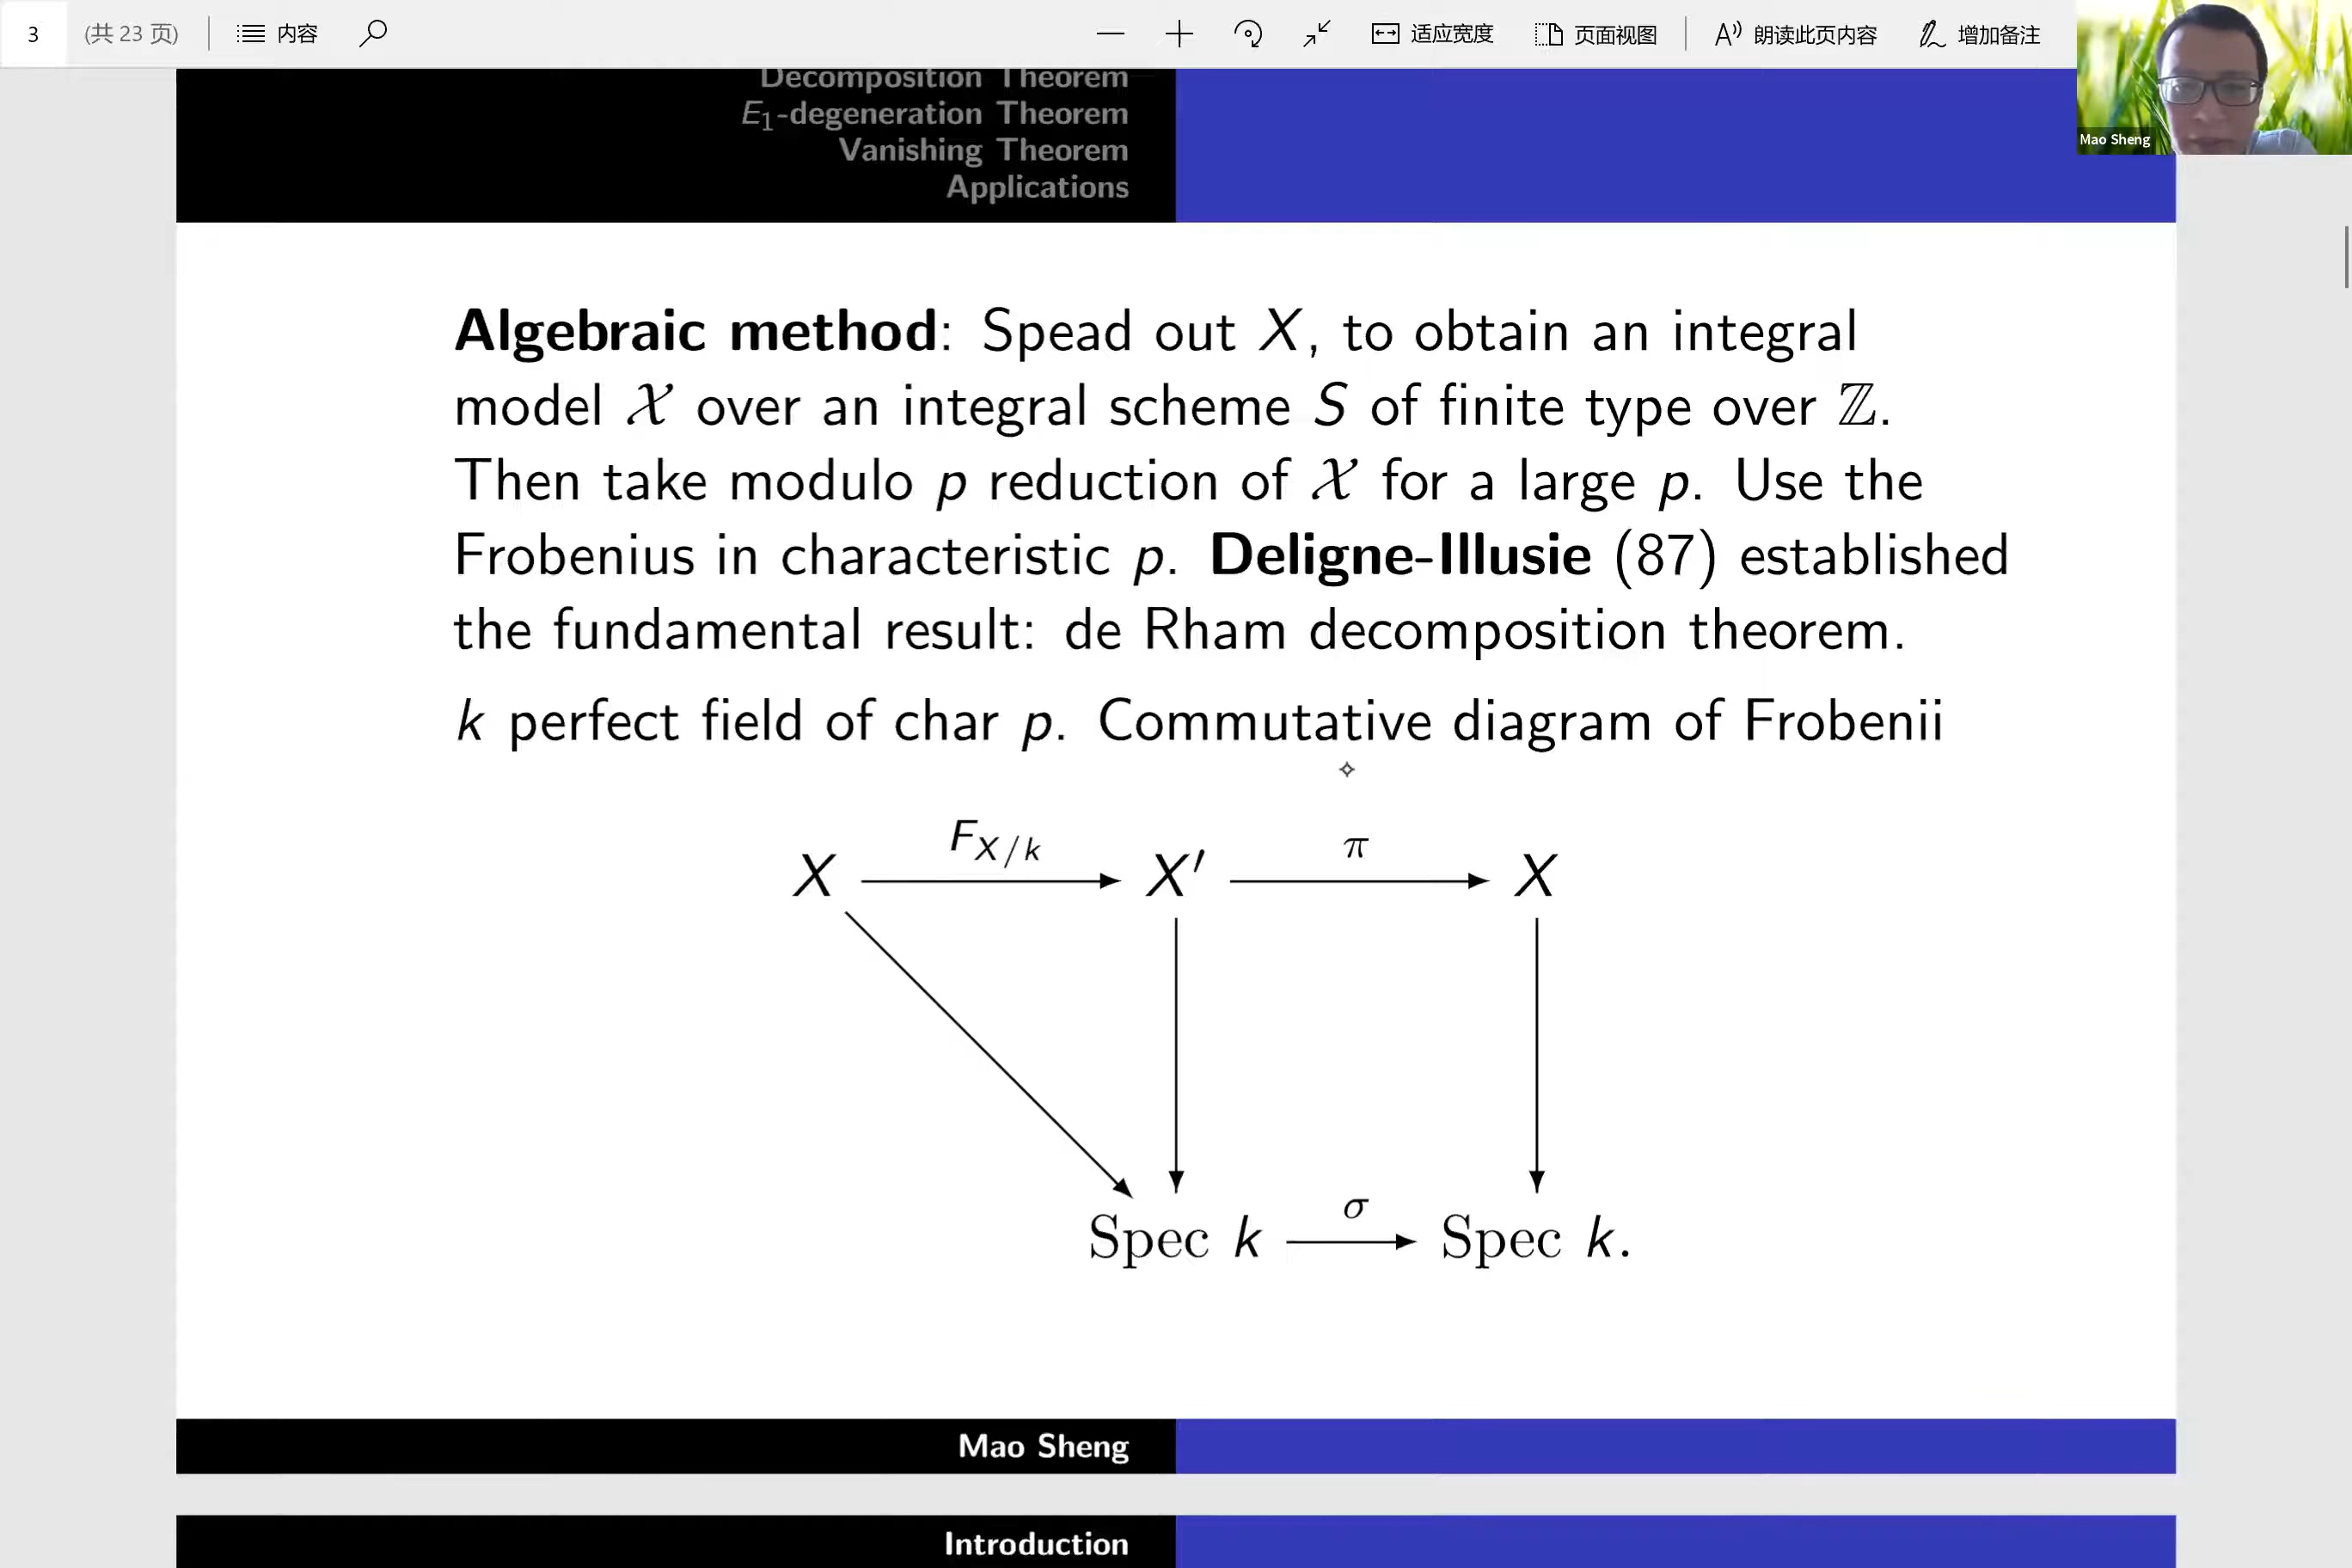 3 (共 23 页) 内容 适应宽度 页面视图 朗读此页内容 增加备注
Mao Sheng
Decomposition Theorem
E₁-degeneration Theorem
Vanishing Theorem
Applications
Algebraic method: Spead out X, to obtain an integral
model 𝒳 over an integral scheme S of finite type over ℤ.
Then take modulo p reduction of 𝒳 for a large p. Use the
Frobenius in characteristic p. Deligne-Illusie (87) established
the fundamental result: de Rham decomposition theorem.
k perfect field of char p. Commutative diagram of Frobenii
F_{X/k} π
X X′ X
σ
Spec k Spec k.
Mao Sheng
Introduction